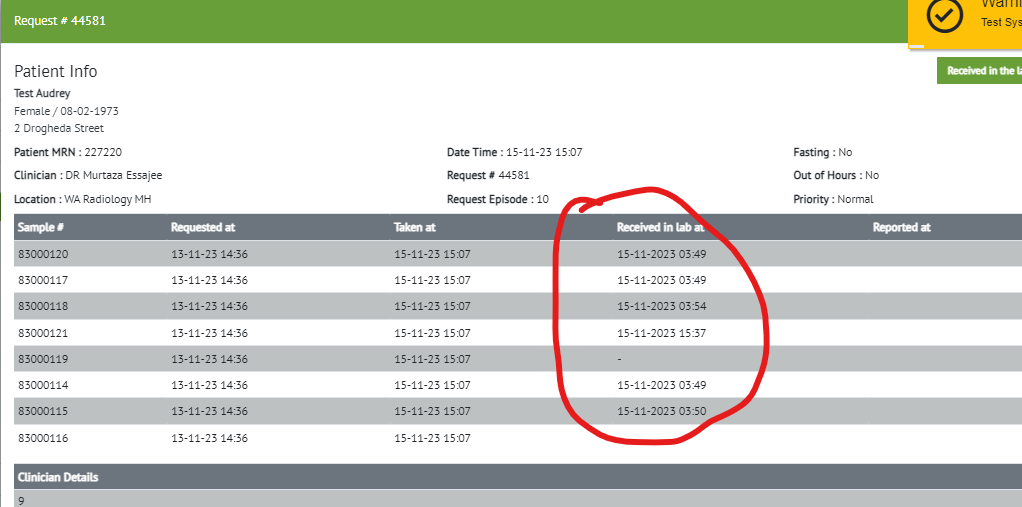 Request # 44581
Test Sys
Received in the la
Patient Info
Test Audrey
Female / 08-02-1973
2 Drogheda Street
Patient MRN : 227220 Date Time : 15-11-23 15:07 Fasting : No
Clinician : DR Murtaza Essajee Request # 44581 Out of Hours : No
Location : WA Radiology MH Request Episode : 10 Priority : Normal
Sample # Requested at Taken at Received in lab at Reported at
83000120 13-11-23 14:36 15-11-23 15:07 15-11-2023 03:49
83000117 13-11-23 14:36 15-11-23 15:07 15-11-2023 03:49
83000118 13-11-23 14:36 15-11-23 15:07 15-11-2023 03:54
83000121 13-11-23 14:36 15-11-23 15:07 15-11-2023 15:37
83000119 13-11-23 14:36 15-11-23 15:07 -
83000114 13-11-23 14:36 15-11-23 15:07 15-11-2023 03:49
83000115 13-11-23 14:36 15-11-23 15:07 15-11-2023 03:50
83000116 13-11-23 14:36 15-11-23 15:07
Clinician Details
9